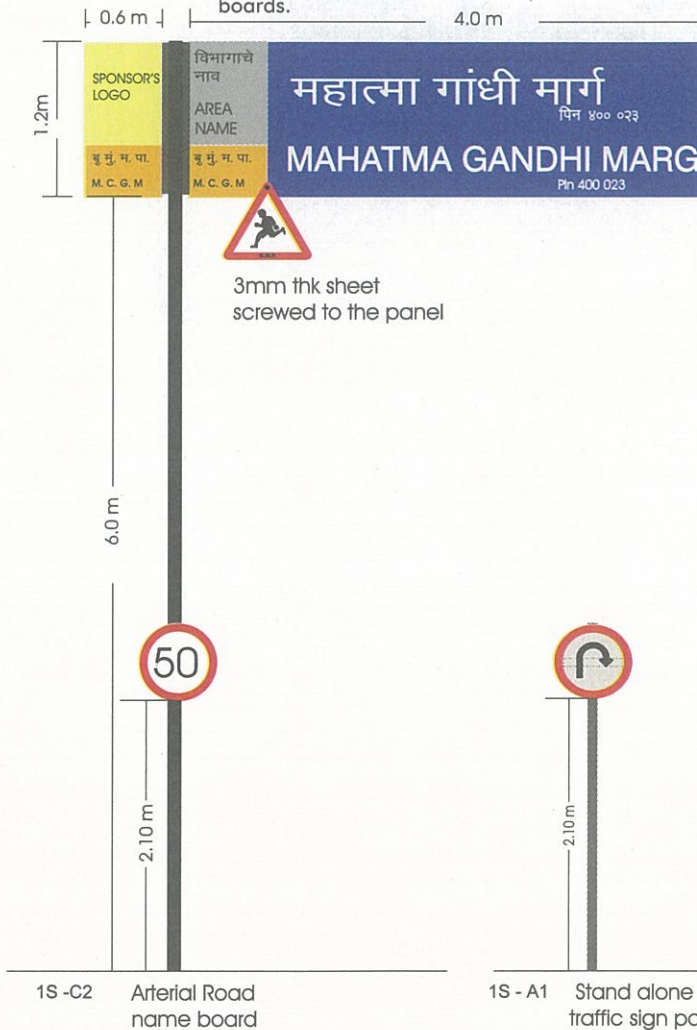 boards.
0.6 m
4.0 m
1.2m
SPONSOR'S
LOGO
बृ मुं. म. पा.
M. C. G. M
विभागाचे
नाव
AREA
NAME
बृ मुं. म. पा.
M. C. G. M
महात्मा गांधी मार्ग
पिन ४०० ०२३
MAHATMA GANDHI MARG
Pin 400 023
3mm thk sheet
screwed to the panel
6.0 m
50
2.10 m
2.10 m
1S -C2
Arterial Road
name board
1S - A1
Stand alone
traffic sign po